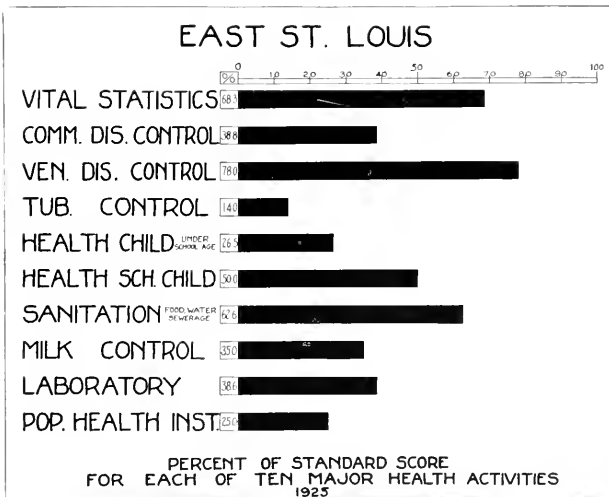 EAST ST. LOUIS
% 0 10 20 30 40 50 60 70 80 90 100
VITAL STATISTICS 68.3
COMM. DIS. CONTROL 38.8
VEN. DIS. CONTROL 78.0
TUB. CONTROL 14.0
HEALTH CHILD UNDER SCHOOL AGE 26.5
HEALTH SCH. CHILD 50.0
SANITATION FOOD, WATER SEWERAGE 62.6
MILK CONTROL 35.0
LABORATORY 38.6
POP. HEALTH INST. 25.0
PERCENT OF STANDARD SCORE
FOR EACH OF TEN MAJOR HEALTH ACTIVITIES
1925